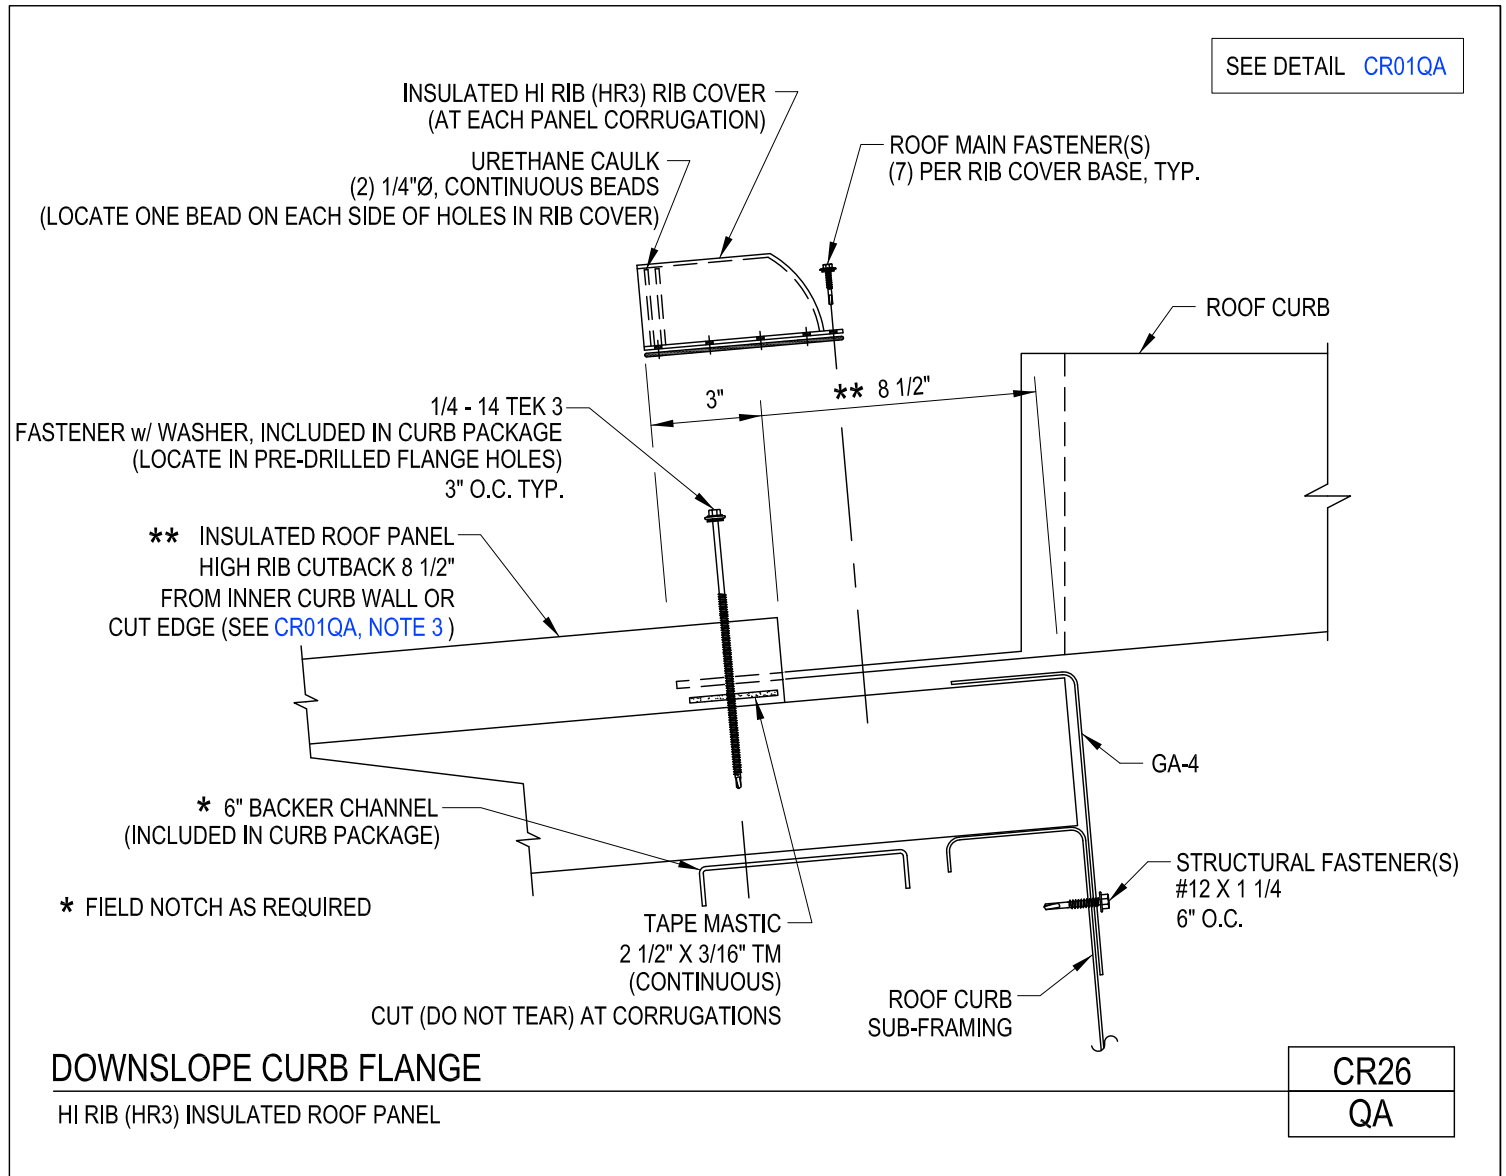 SEE DETAIL CR01QA
INSULATED HI RIB (HR3) RIB COVER
(AT EACH PANEL CORRUGATION)
URETHANE CAULK
(2) 1/4"Ø, CONTINUOUS BEADS
(LOCATE ONE BEAD ON EACH SIDE OF HOLES IN RIB COVER)
ROOF MAIN FASTENER(S)
(7) PER RIB COVER BASE, TYP.
ROOF CURB
3"
** 8 1/2"
1/4 - 14 TEK 3
FASTENER w/ WASHER, INCLUDED IN CURB PACKAGE
(LOCATE IN PRE-DRILLED FLANGE HOLES)
3" O.C. TYP.
** INSULATED ROOF PANEL
HIGH RIB CUTBACK 8 1/2"
FROM INNER CURB WALL OR
CUT EDGE (SEE CR01QA, NOTE 3 )
GA-4
* 6" BACKER CHANNEL
(INCLUDED IN CURB PACKAGE)
* FIELD NOTCH AS REQUIRED
STRUCTURAL FASTENER(S)
#12 X 1 1/4
6" O.C.
TAPE MASTIC
2 1/2" X 3/16" TM
(CONTINUOUS)
CUT (DO NOT TEAR) AT CORRUGATIONS
ROOF CURB
SUB-FRAMING
DOWNSLOPE CURB FLANGE
HI RIB (HR3) INSULATED ROOF PANEL
CR26
QA